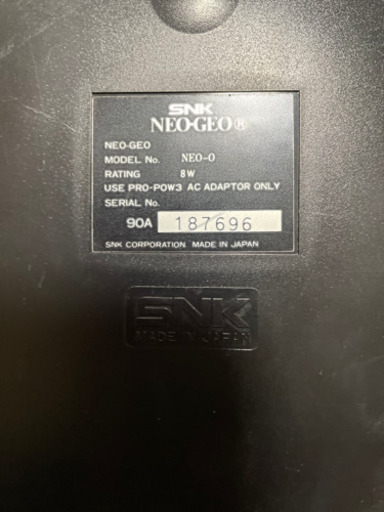 SNK
NEO·GEO®
NEO-GEO
MODEL No. NEO-O
RATING 8W
USE PRO-POW3 AC ADAPTOR ONLY
SERIAL No.
90A 187696
SNK CORPORATION MADE IN JAPAN
SNK
MADE IN JAPAN